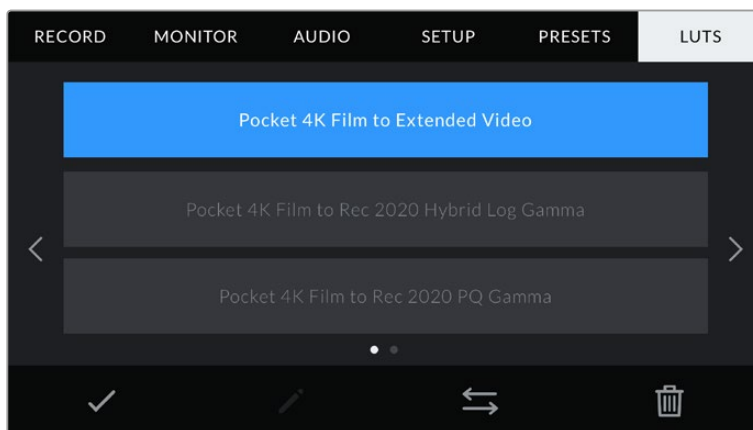 RECORD MONITOR AUDIO SETUP PRESETS LUTS
Pocket 4K Film to Extended Video
Pocket 4K Film to Rec 2020 Hybrid Log Gamma
Pocket 4K Film to Rec 2020 PQ Gamma